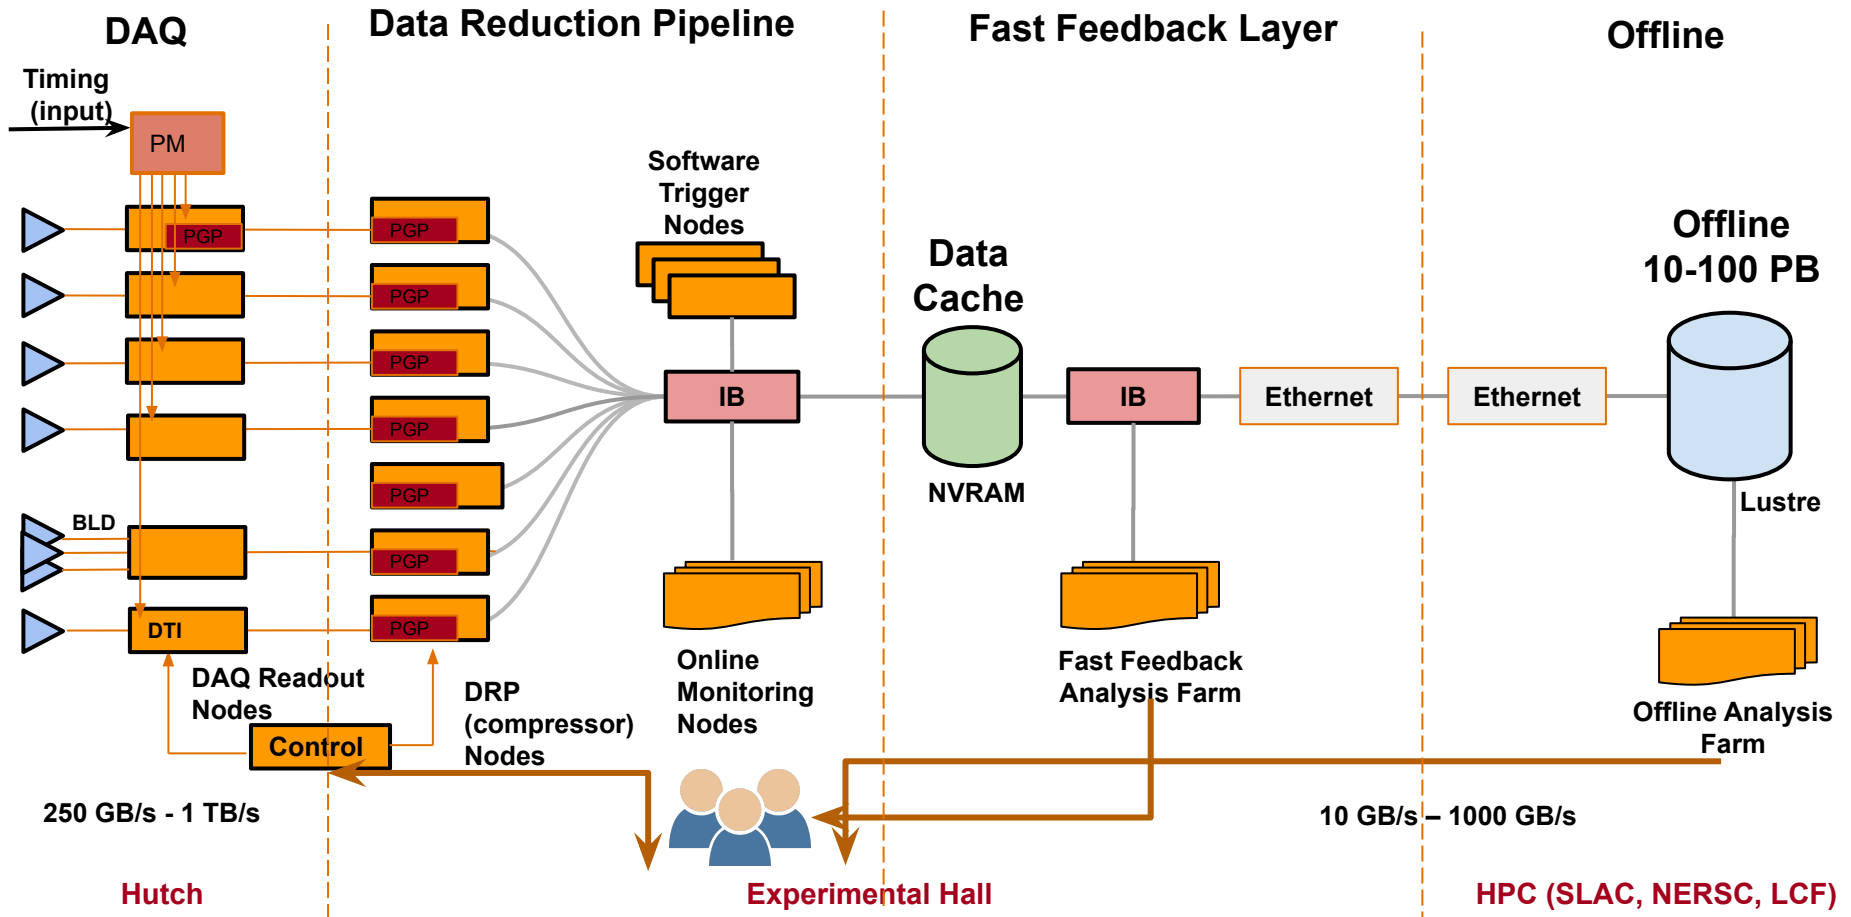 DAQ
Data Reduction Pipeline
Fast Feedback Layer
Offline
Timing
(input)
PM
Software
Trigger
Nodes
PGP
PGP
PGP
PGP
PGP
PGP
PGP
PGP
Data
Cache
Offline
10-100 PB
IB
IB
Ethernet
Ethernet
NVRAM
Lustre
BLD
DTI
DAQ Readout
Nodes
Control
DRP
(compressor)
Nodes
Online
Monitoring
Nodes
Fast Feedback
Analysis Farm
Offline Analysis
Farm
250 GB/s - 1 TB/s
10 GB/s – 1000 GB/s
Hutch
Experimental Hall
HPC (SLAC, NERSC, LCF)